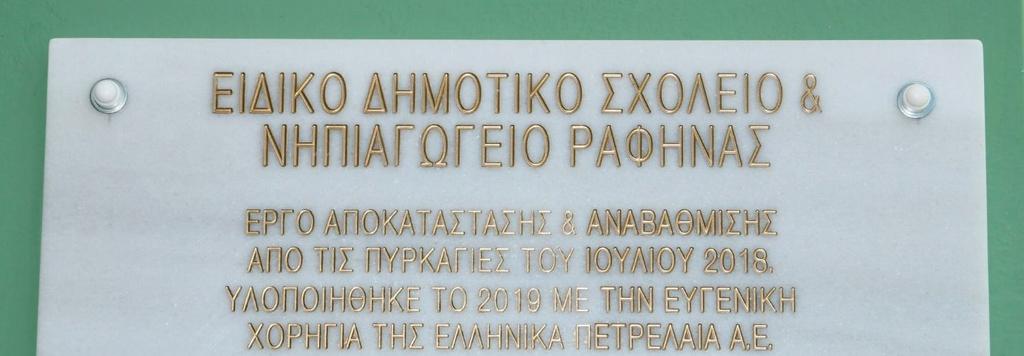 ΕΙΔΙΚΟ ΔΗΜΟΤΙΚΟ ΣΧΟΛΕΙΟ &
ΝΗΠΙΑΓΩΓΕΙΟ ΡΑΦΗΝΑΣ
ΕΡΓΟ ΑΠΟΚΑΤΑΣΤΑΣΗΣ & ΑΝΑΒΑΘΜΙΣΗΣ
ΑΠΟ ΤΙΣ ΠΥΡΚΑΓΙΕΣ ΤΟΥ ΙΟΥΛΙΟΥ 2018.
ΥΛΟΠΟΙΗΘΗΚΕ ΤΟ 2019 ΜΕ ΤΗΝ ΕΥΓΕΝΙΚΗ
ΧΟΡΗΓΙΑ ΤΗΣ ΕΛΛΗΝΙΚΑ ΠΕΤΡΕΛΑΙΑ Α.Ε.